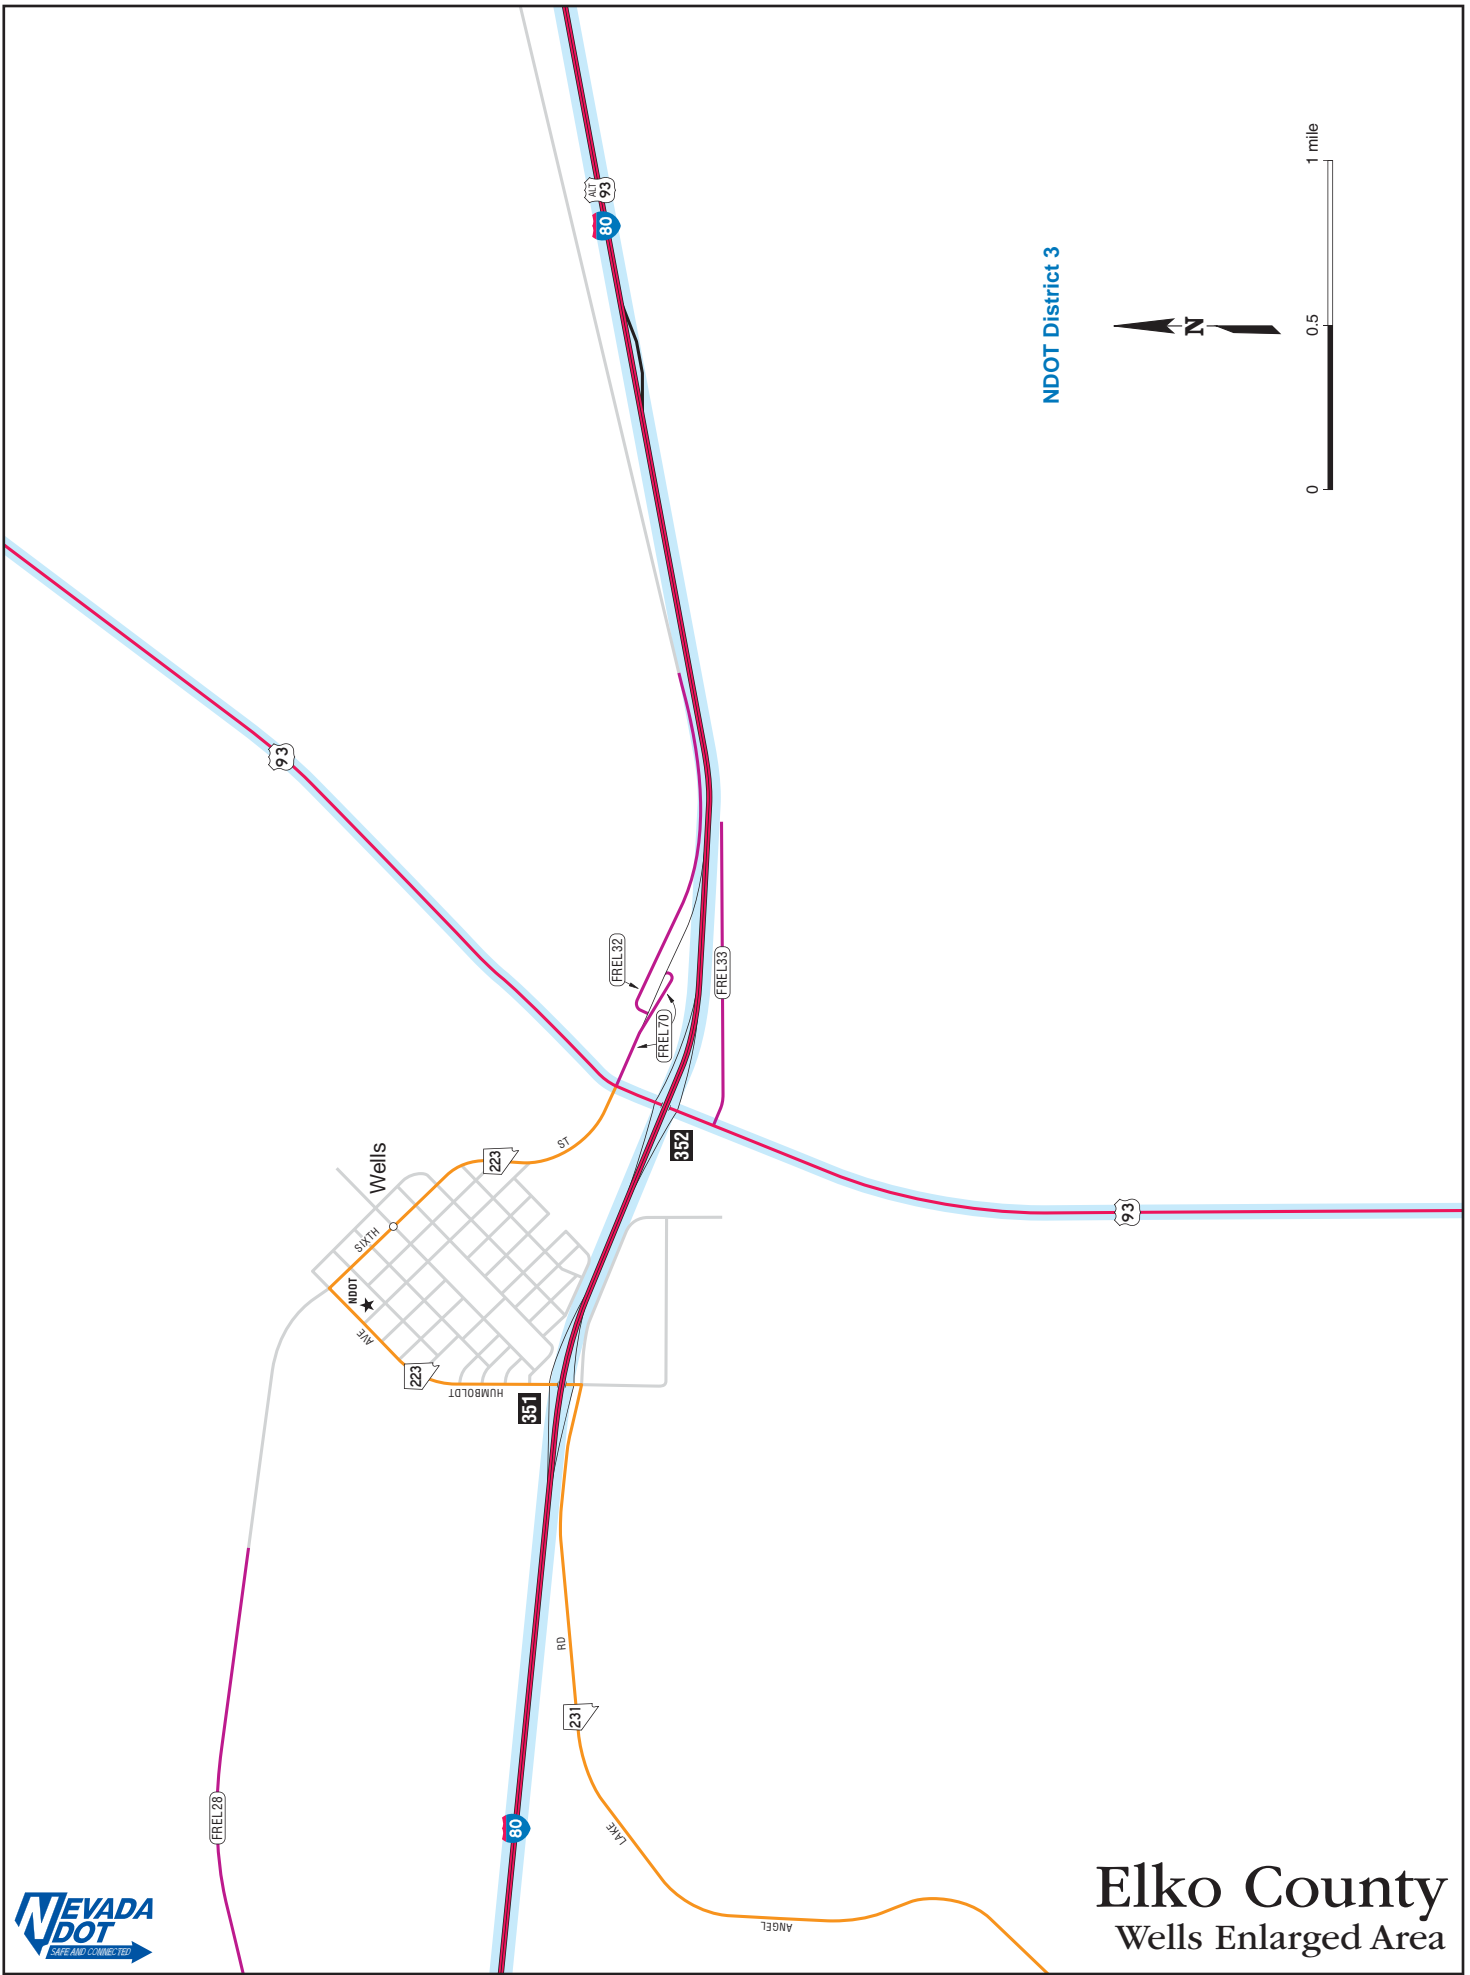 ALT
93
80
1 mile
0.5
0
NDOT District 3
N
93
FREL32
FREL33
FREL70
352
ST
223
Wells
SIXTH
NDOT
AVE
223
HUMBOLDT
351
93
RD
231
LAKE
ANGEL
FREL28
80
NEVADA
DOT
SAFE AND CONNECTED
Elko County
Wells Enlarged Area